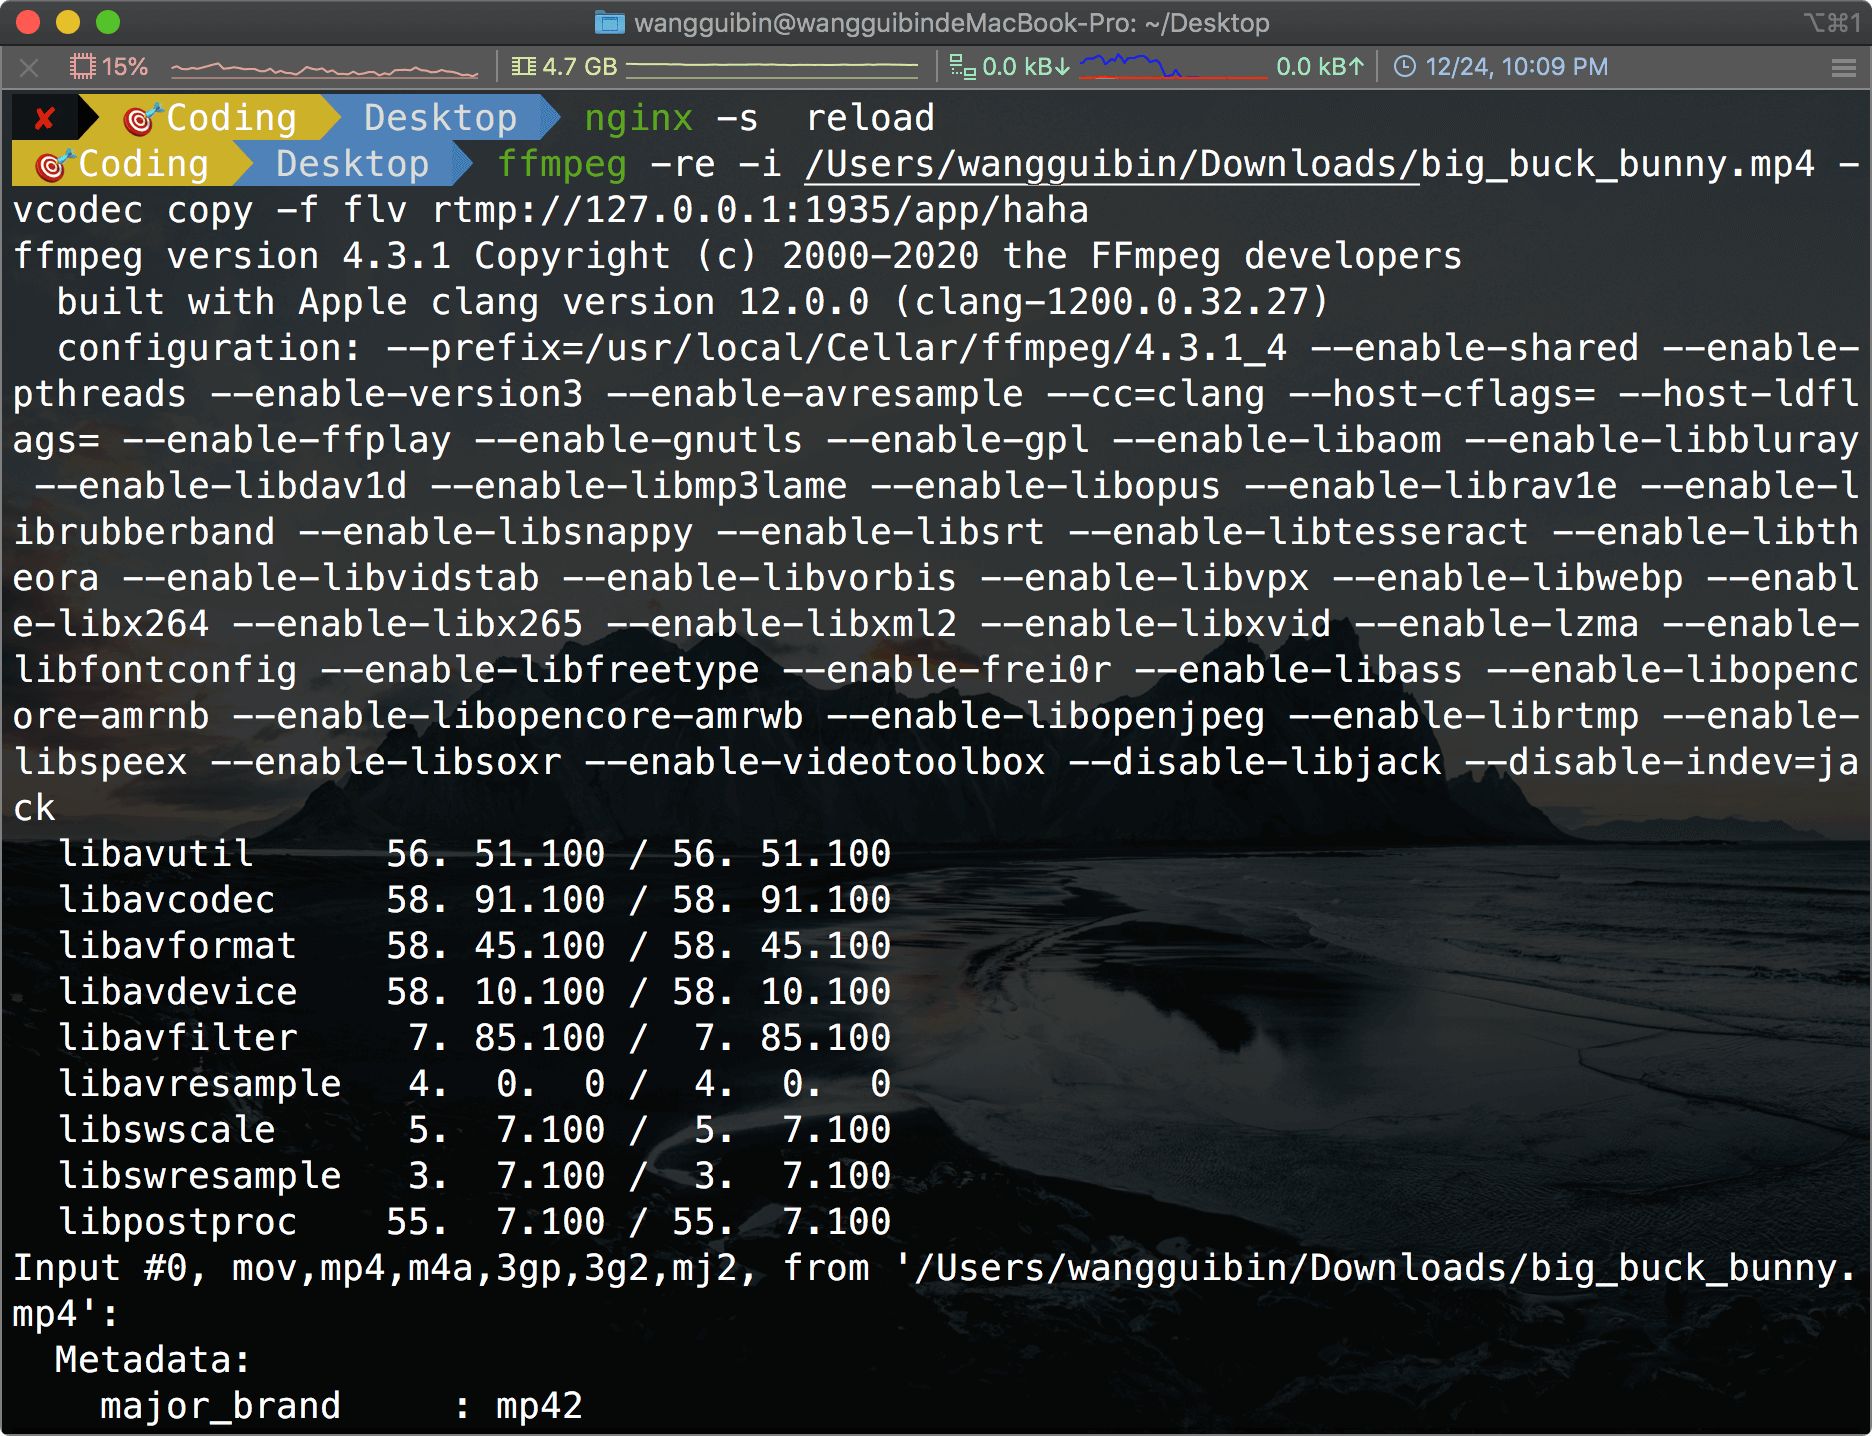 wangguibin@wangguibindeMacBook-Pro: ~/Desktop ⌥⌘1
15% 4.7 GB 0.0 kB↓ 0.0 kB↑ 12/24, 10:09 PM
✘ 🎯Coding Desktop nginx -s  reload
🎯Coding Desktop ffmpeg -re -i /Users/wangguibin/Downloads/big_buck_bunny.mp4 -
vcodec copy -f flv rtmp://127.0.0.1:1935/app/haha
ffmpeg version 4.3.1 Copyright (c) 2000-2020 the FFmpeg developers
  built with Apple clang version 12.0.0 (clang-1200.0.32.27)
  configuration: --prefix=/usr/local/Cellar/ffmpeg/4.3.1_4 --enable-shared --enable-
pthreads --enable-version3 --enable-avresample --cc=clang --host-cflags= --host-ldfl
ags= --enable-ffplay --enable-gnutls --enable-gpl --enable-libaom --enable-libbluray
 --enable-libdav1d --enable-libmp3lame --enable-libopus --enable-librav1e --enable-l
ibrubberband --enable-libsnappy --enable-libsrt --enable-libtesseract --enable-libth
eora --enable-libvidstab --enable-libvorbis --enable-libvpx --enable-libwebp --enabl
e-libx264 --enable-libx265 --enable-libxml2 --enable-libxvid --enable-lzma --enable-
libfontconfig --enable-libfreetype --enable-frei0r --enable-libass --enable-libopenc
ore-amrnb --enable-libopencore-amrwb --enable-libopenjpeg --enable-librtmp --enable-
libspeex --enable-libsoxr --enable-videotoolbox --disable-libjack --disable-indev=ja
ck
  libavutil      56. 51.100 / 56. 51.100
  libavcodec     58. 91.100 / 58. 91.100
  libavformat    58. 45.100 / 58. 45.100
  libavdevice    58. 10.100 / 58. 10.100
  libavfilter     7. 85.100 /  7. 85.100
  libavresample   4.  0.  0 /  4.  0.  0
  libswscale      5.  7.100 /  5.  7.100
  libswresample   3.  7.100 /  3.  7.100
  libpostproc    55.  7.100 / 55.  7.100
Input #0, mov,mp4,m4a,3gp,3g2,mj2, from '/Users/wangguibin/Downloads/big_buck_bunny.
mp4':
  Metadata:
    major_brand     : mp42